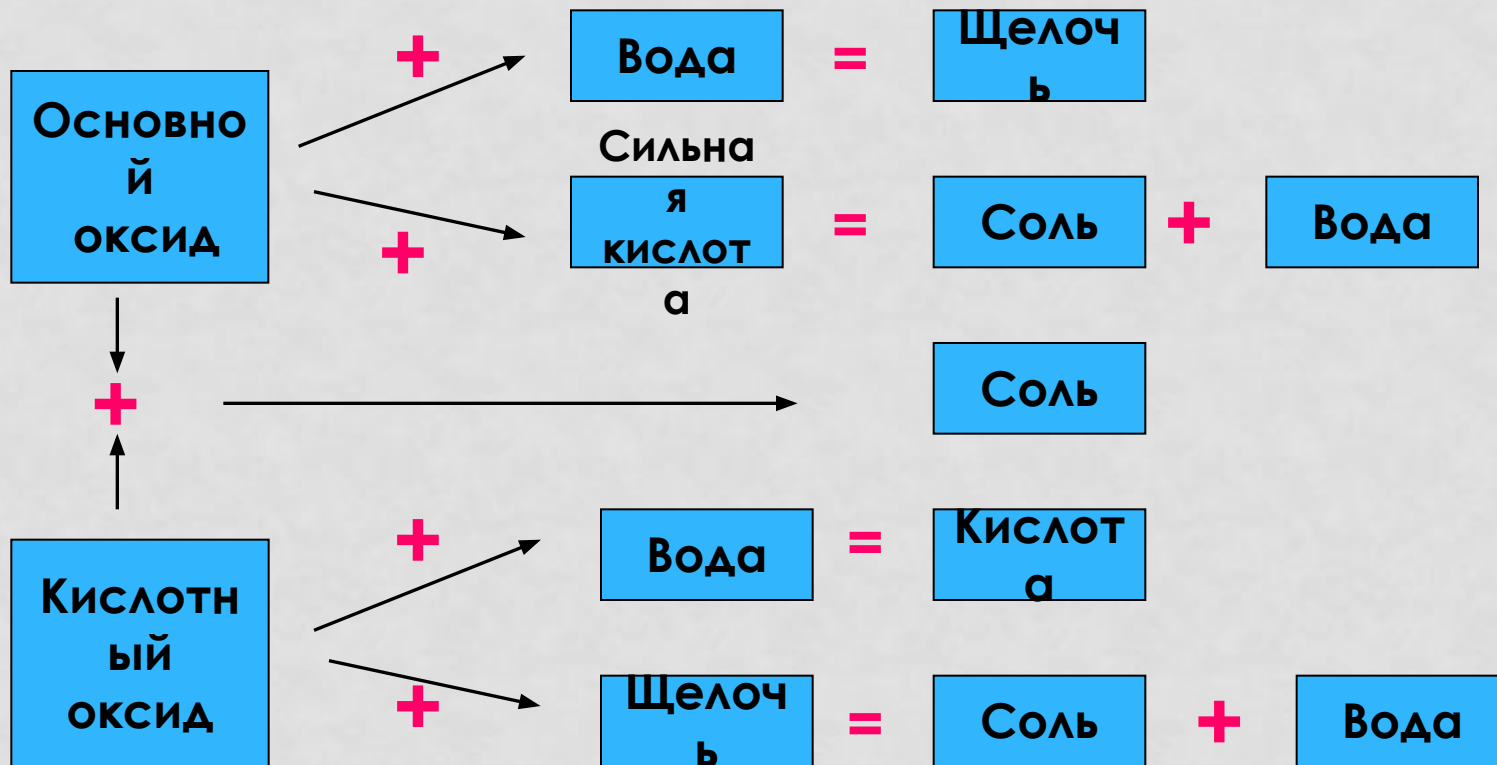 +
Вода
=
Щелоч
ь
Основно
й
оксид
+
Сильна
я
кислот
а
=
Соль
+
Вода
+
Соль
Кислотн
ый
оксид
+
Вода
=
Кислот
а
+
Щелоч
ь
=
Соль
+
Вода